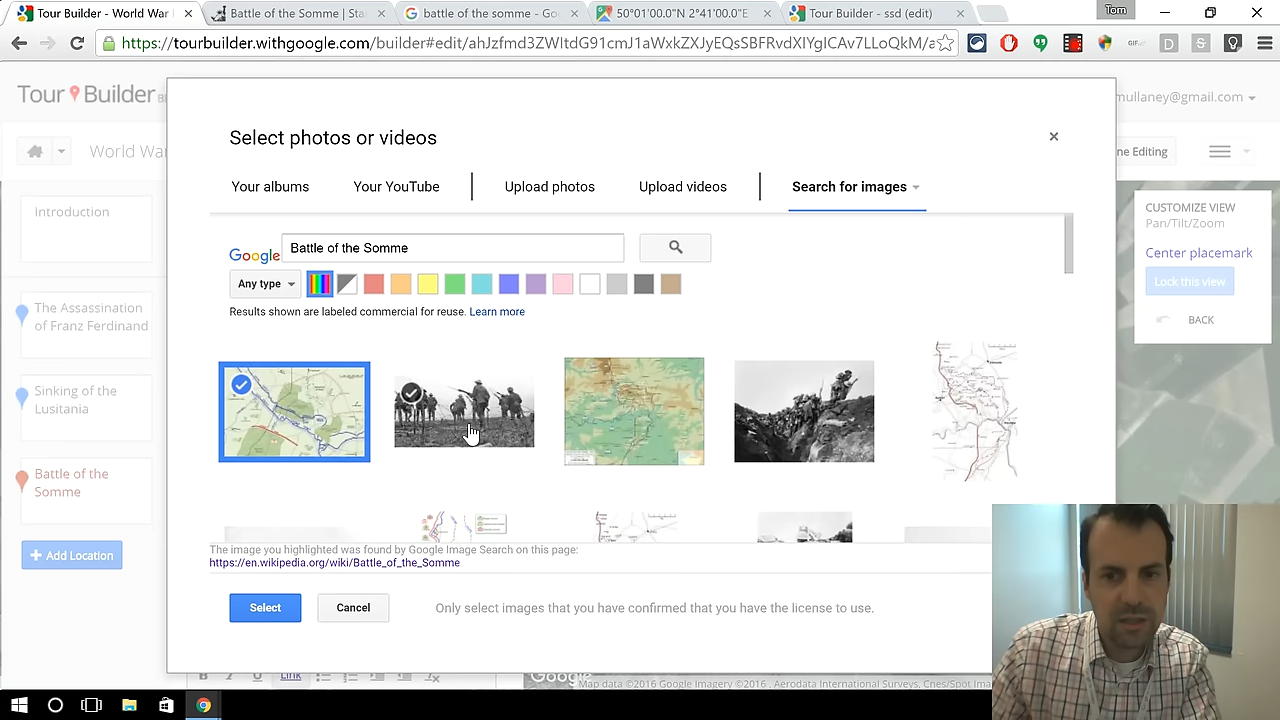 Tour Builder - World War I
Battle of the Somme | Sta
battle of the somme - Go
50°01'00.0"N 2°41'00.0"E
Tour Builder - ssd (edit)
Tom
https://tourbuilder.withgoogle.com/builder#edit/
Tour Builder
mullaney@gmail.com
World War
ne Editing
Introduction
The Assassination
of Franz Ferdinand
Sinking of the
Lusitania
Battle of the
Somme
Add Location
Select photos or videos
Your albums
Your YouTube
Upload photos
Upload videos
Search for images
Google
Battle of the Somme
Any type
Results shown are labeled commercial for reuse. Learn more
The image you highlighted was found by Google Image Search on this page:
https://en.wikipedia.org/wiki/Battle_of_the_Somme
Select
Cancel
Only select images that you have confirmed that you have the license to use.
CUSTOMIZE VIEW
Pan/Tilt/Zoom
Center placemark
Lock this view
BACK
B I U Link
Google
Map data ©2016 Google Imagery ©2016 , Aerodata International Surveys, Cnes/Spot Ima